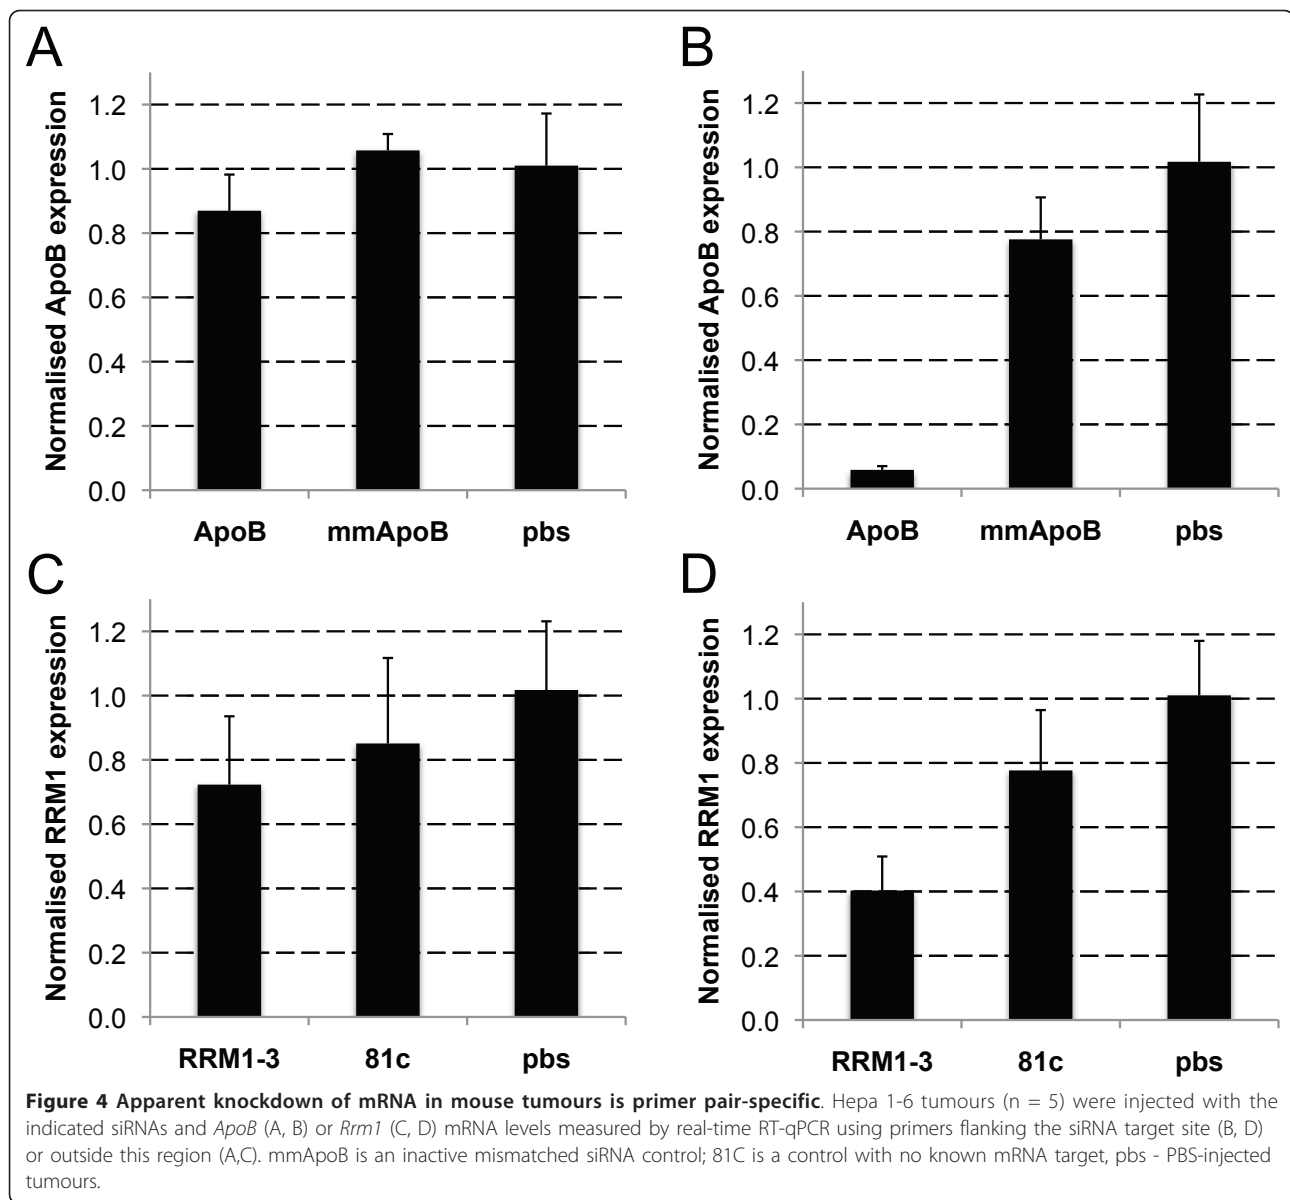 A
Normalised ApoB expression
1.2
1.0
0.8
0.6
0.4
0.2
0.0
ApoB mmApoB pbs
B
Normalised ApoB expression
1.2
1.0
0.8
0.6
0.4
0.2
0.0
ApoB mmApoB pbs
C
Normalised RRM1 expression
1.2
1.0
0.8
0.6
0.4
0.2
0.0
RRM1-3 81c pbs
D
Normalised RRM1 expression
1.2
1.0
0.8
0.6
0.4
0.2
0.0
RRM1-3 81c pbs
Figure 4 Apparent knockdown of mRNA in mouse tumours is primer pair-specific. Hepa 1-6 tumours (n = 5) were injected with the
indicated siRNAs and ApoB (A, B) or Rrm1 (C, D) mRNA levels measured by real-time RT-qPCR using primers flanking the siRNA target site (B, D)
or outside this region (A,C). mmApoB is an inactive mismatched siRNA control; 81C is a control with no known mRNA target, pbs - PBS-injected
tumours.